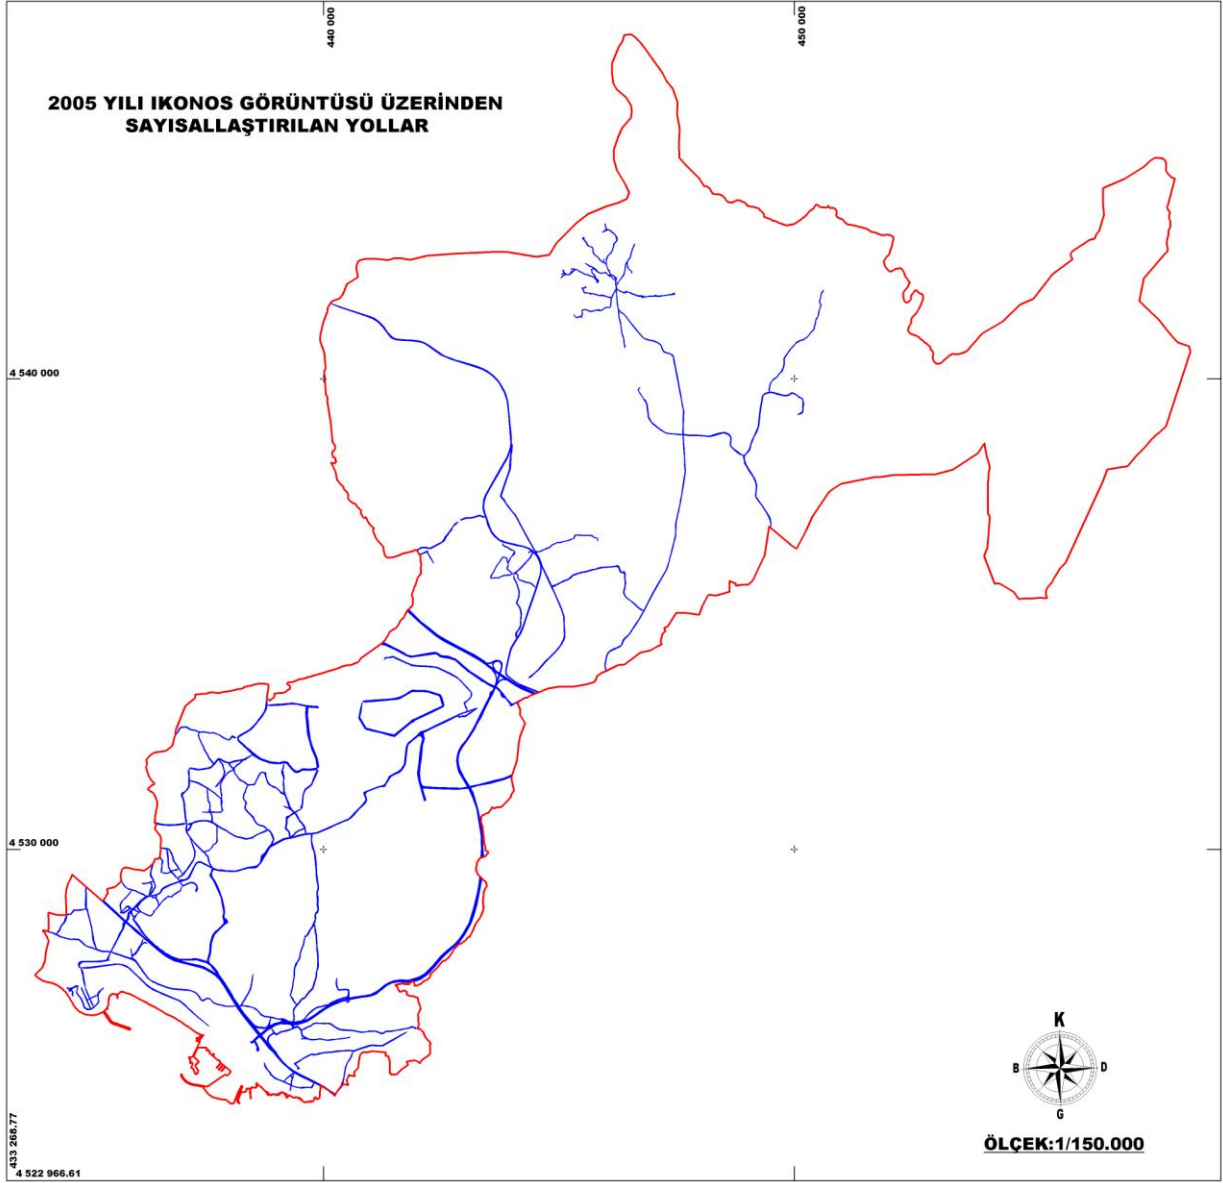 440 000
450 000
2005 YILI IKONOS GÖRÜNTÜSÜ ÜZERİNDEN
SAYISALLAŞTIRILAN YOLLAR
4 540 000
4 530 000
K
B
D
G
ÖLÇEK:1/150.000
433 268.77
4 522 966.61